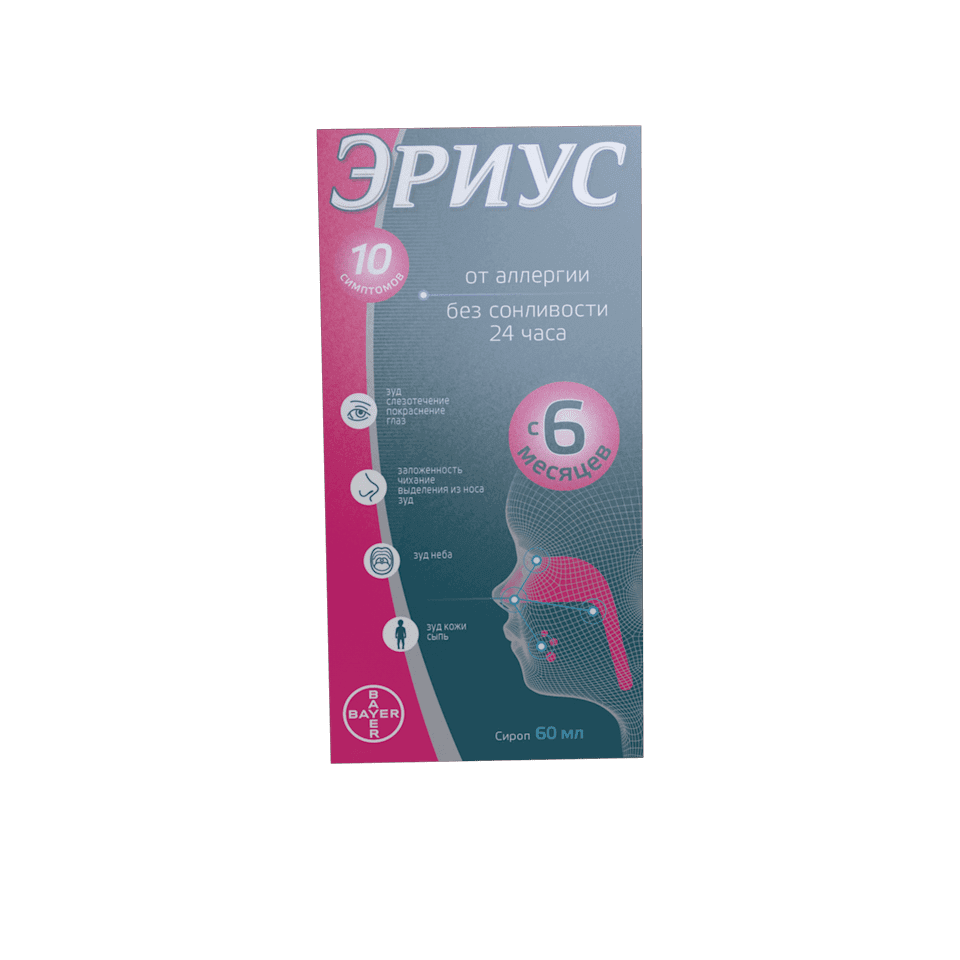 ЭРИУС
10
СИМПТОМОВ
от аллергии
без сонливости
24 часа
зуд
слезотечение
покраснение
глаз
с 6
месяцев
заложенность
чихание
выделения из носа
зуд
зуд неба
зуд кожи
сыпь
BAYER
BAYER
Сироп 60 мл